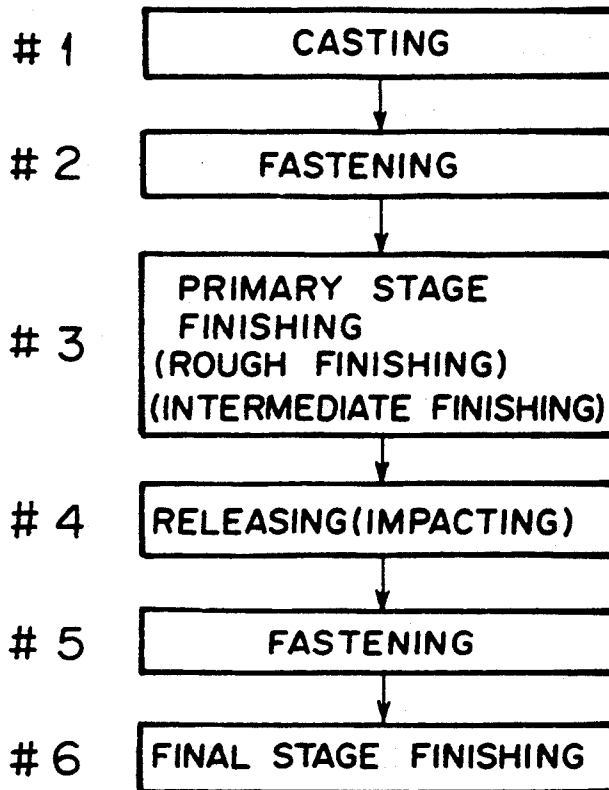 #1 CASTING
#2 FASTENING
PRIMARY STAGE
FINISHING
#3 (ROUGH FINISHING)
(INTERMEDIATE FINISHING)
#4 RELEASING(IMPACTING)
#5 FASTENING
#6 FINAL STAGE FINISHING